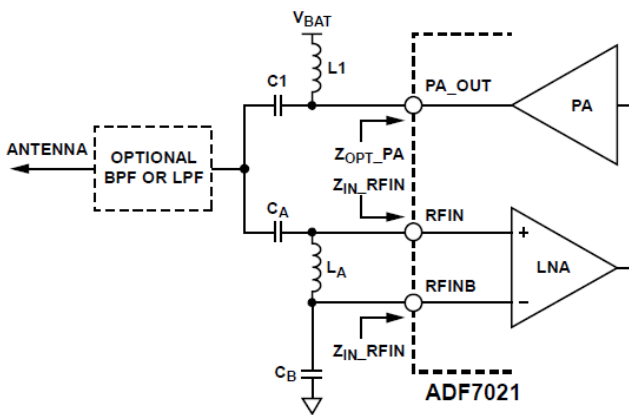 VBAT
L1
C1
PA_OUT
PA
ZOPT_PA
ANTENNA
OPTIONAL
BPF OR LPF
ZIN_RFIN
CA
RFIN
+
LA
LNA
RFINB
–
ZIN_RFIN
CB
ADF7021